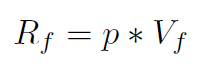 R_f = p * V_f